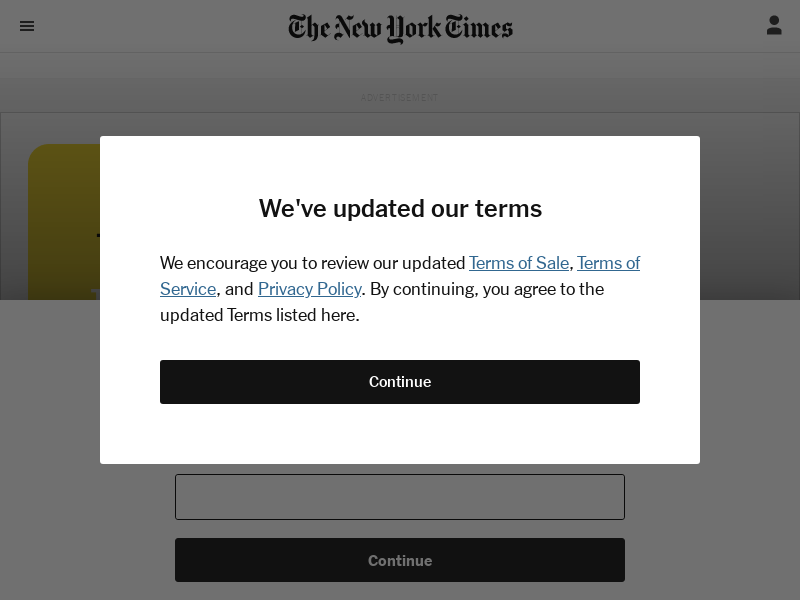 The New York Times
ADVERTISEMENT
We've updated our terms
We encourage you to review our updated Terms of Sale, Terms of
Service, and Privacy Policy. By continuing, you agree to the
updated Terms listed here.
Continue
Continue